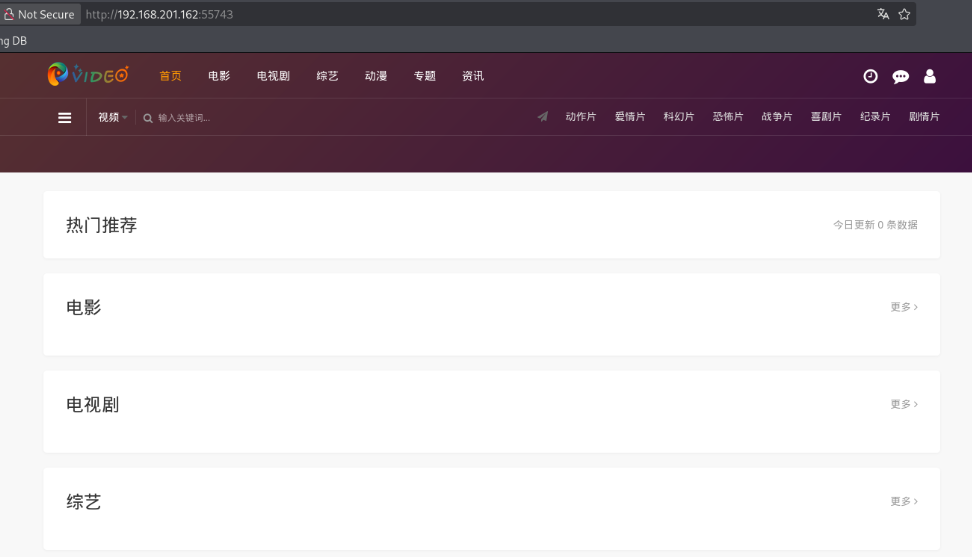 Not Secure http://192.168.201.162:55743
ng DB
VIDEO 首页 电影 电视剧 综艺 动漫 专题 资讯
视频 输入关键词... 动作片 爱情片 科幻片 恐怖片 战争片 喜剧片 纪录片 剧情片
热门推荐 今日更新 0 条数据
电影 更多
电视剧 更多
综艺 更多